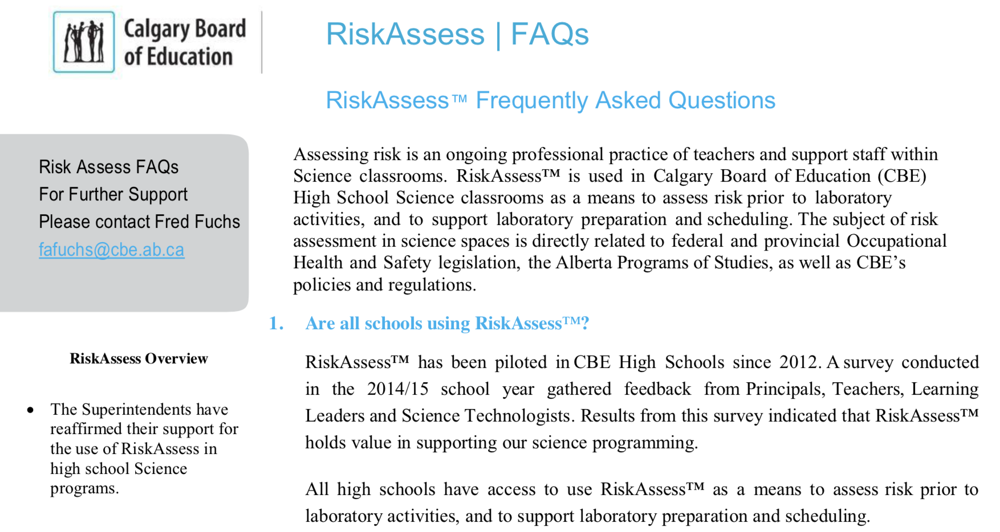 Calgary Board
of Education
RiskAssess | FAQs
RiskAssess™ Frequently Asked Questions
Risk Assess FAQs
For Further Support
Please contact Fred Fuchs
fafuchs@cbe.ab.ca
RiskAssess Overview
• The Superintendents have
reaffirmed their support for
the use of RiskAssess in
high school Science
programs.
Assessing risk is an ongoing professional practice of teachers and support staff within
Science classrooms. RiskAssess™ is used in Calgary Board of Education (CBE)
High School Science classrooms as a means to assess risk prior to laboratory
activities, and to support laboratory preparation and scheduling. The subject of risk
assessment in science spaces is directly related to federal and provincial Occupational
Health and Safety legislation, the Alberta Programs of Studies, as well as CBE’s
policies and regulations.
1. Are all schools using RiskAssess™?
RiskAssess™ has been piloted in CBE High Schools since 2012. A survey conducted
in the 2014/15 school year gathered feedback from Principals, Teachers, Learning
Leaders and Science Technologists. Results from this survey indicated that RiskAssess™
holds value in supporting our science programming.
All high schools have access to use RiskAssess™ as a means to assess risk prior to
laboratory activities, and to support laboratory preparation and scheduling.